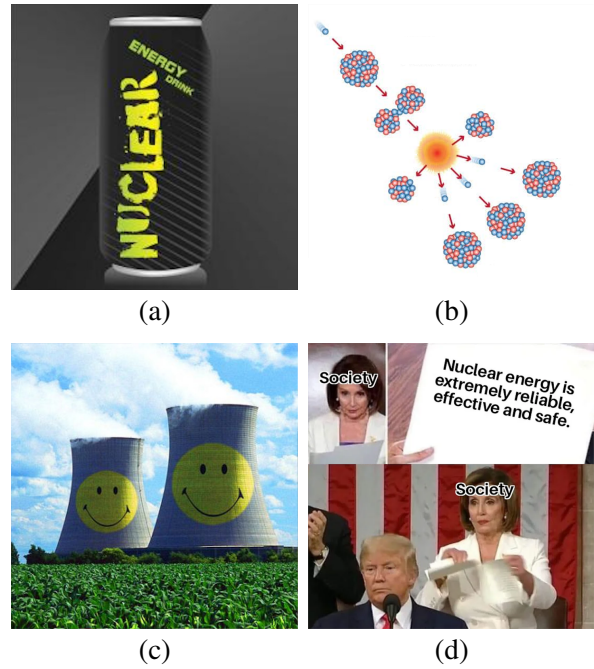 NUCLEAR
ENERGY
DRINK
(a)
(b)
Society
Nuclear energy is
extremely reliable,
effective and safe.
Society
(c)
(d)